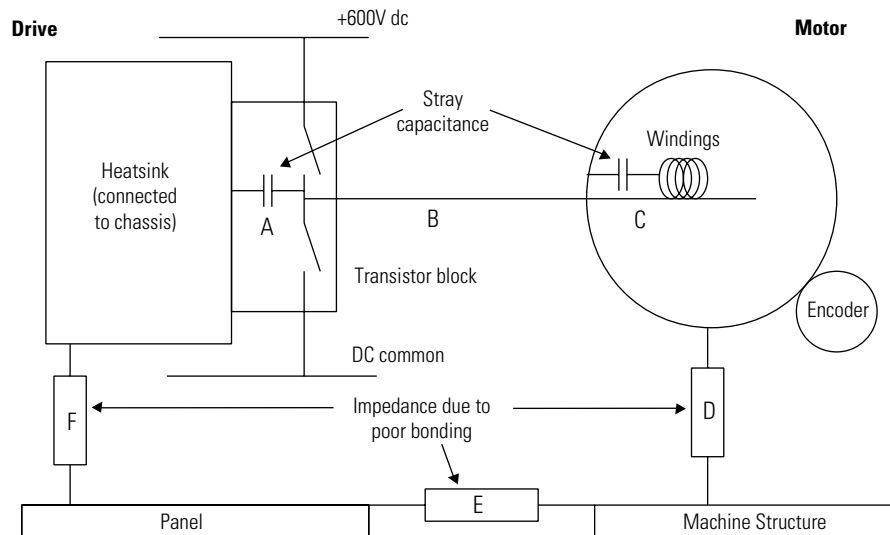 +600V dc
Drive
Motor
Stray
capacitance
Windings
Heatsink
(connected
to chassis)
A
B
C
Transistor block
Encoder
DC common
Impedance due to
poor bonding
F
D
E
Panel
Machine Structure